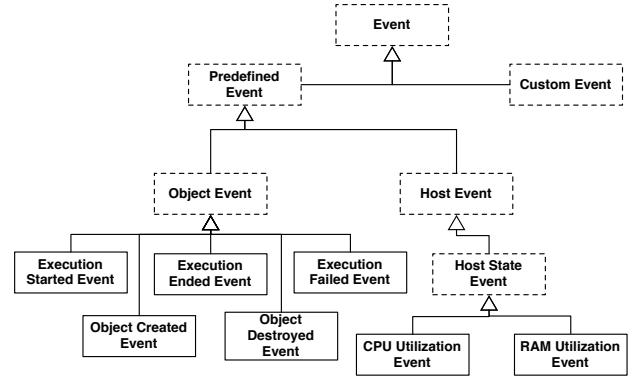 Event
Predefined
Event
Custom Event
Object Event
Host Event
Execution
Started Event
Execution
Ended Event
Execution
Failed Event
Host State
Event
Object Created
Event
Object
Destroyed
Event
CPU Utilization
Event
RAM Utilization
Event